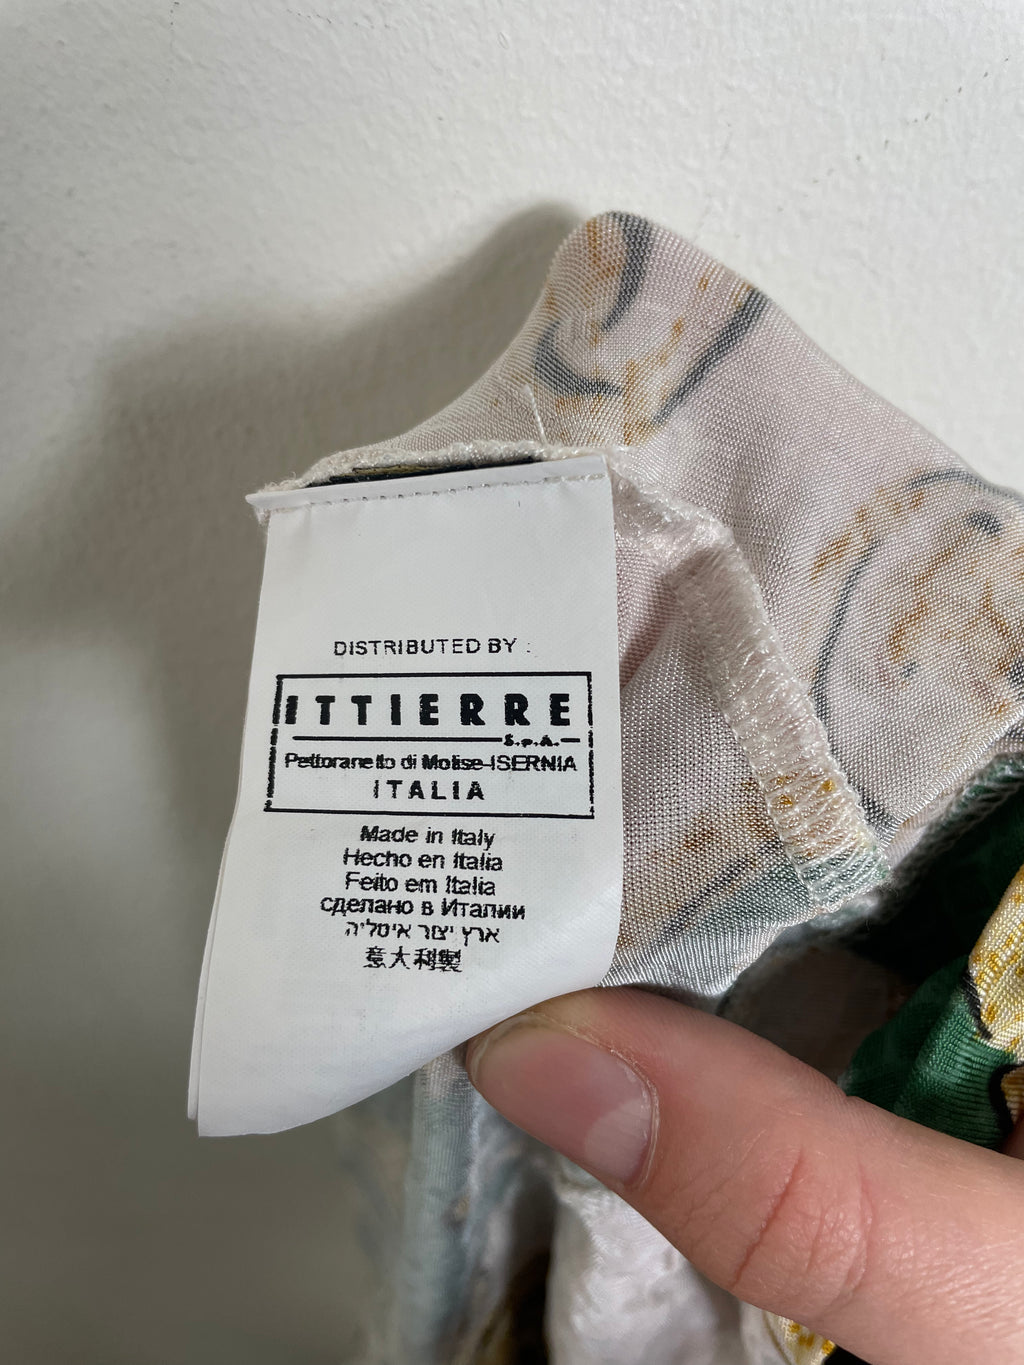 DISTRIBUTED BY :
ITTIERRE
S.p.A.
Pettoranello di Molise-ISERNIA
ITALIA
Made in Italy
Hecho en Italia
Feito em Italia
сделано в Италии
ארץ יצור איטליה
意大利製